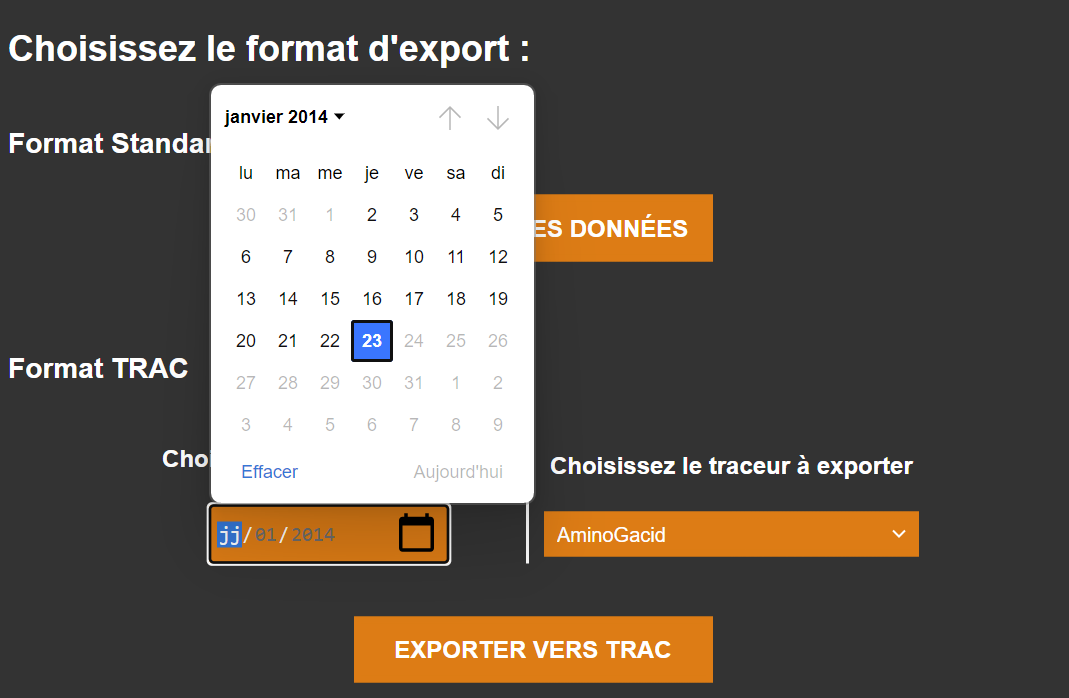 Choisissez le format d'export :
janvier 2014
Format Standar
lu ma me je ve sa di
30 31 1 2 3 4 5
ES DONNÉES
6 7 8 9 10 11 12
13 14 15 16 17 18 19
20 21 22 23 24 25 26
Format TRAC
27 28 29 30 31 1 2
3 4 5 6 7 8 9
Choi
Effacer Aujourd'hui
Choisissez le traceur à exporter
jj/01/2014
AminoGacid
EXPORTER VERS TRAC